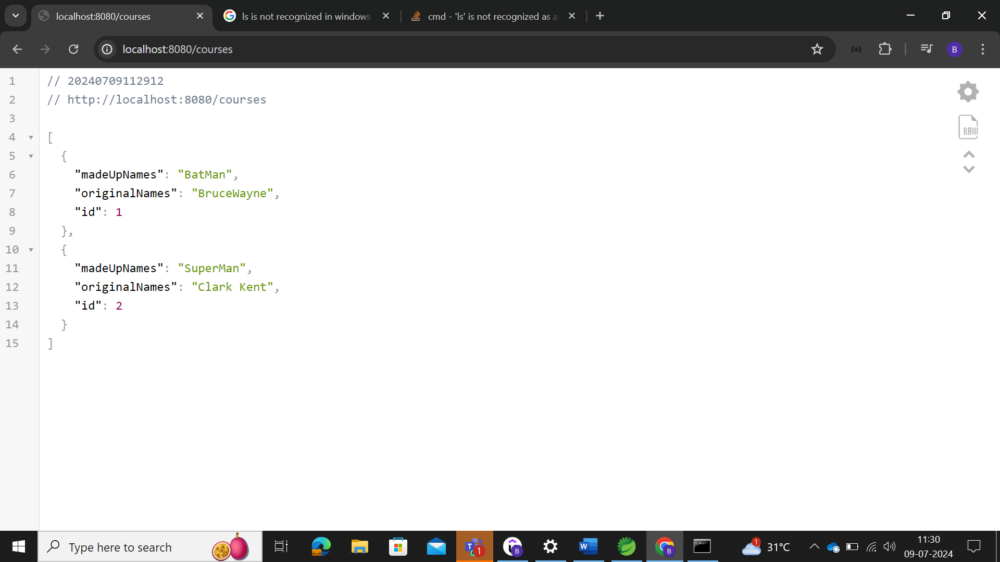 localhost:8080/courses
ls is not recognized in windows
cmd - 'ls' is not recognized as a
localhost:8080/courses
B
1 // 20240709112912
2 // http://localhost:8080/courses
3
4 [
5 {
6 "madeUpNames": "BatMan",
7 "originalNames": "BruceWayne",
8 "id": 1
9 },
10 {
11 "madeUpNames": "SuperMan",
12 "originalNames": "Clark Kent",
13 "id": 2
14 }
15 ]
RAW
Type here to search
T 1
B
W
B
C:\
1
31°C
11:30
09-07-2024